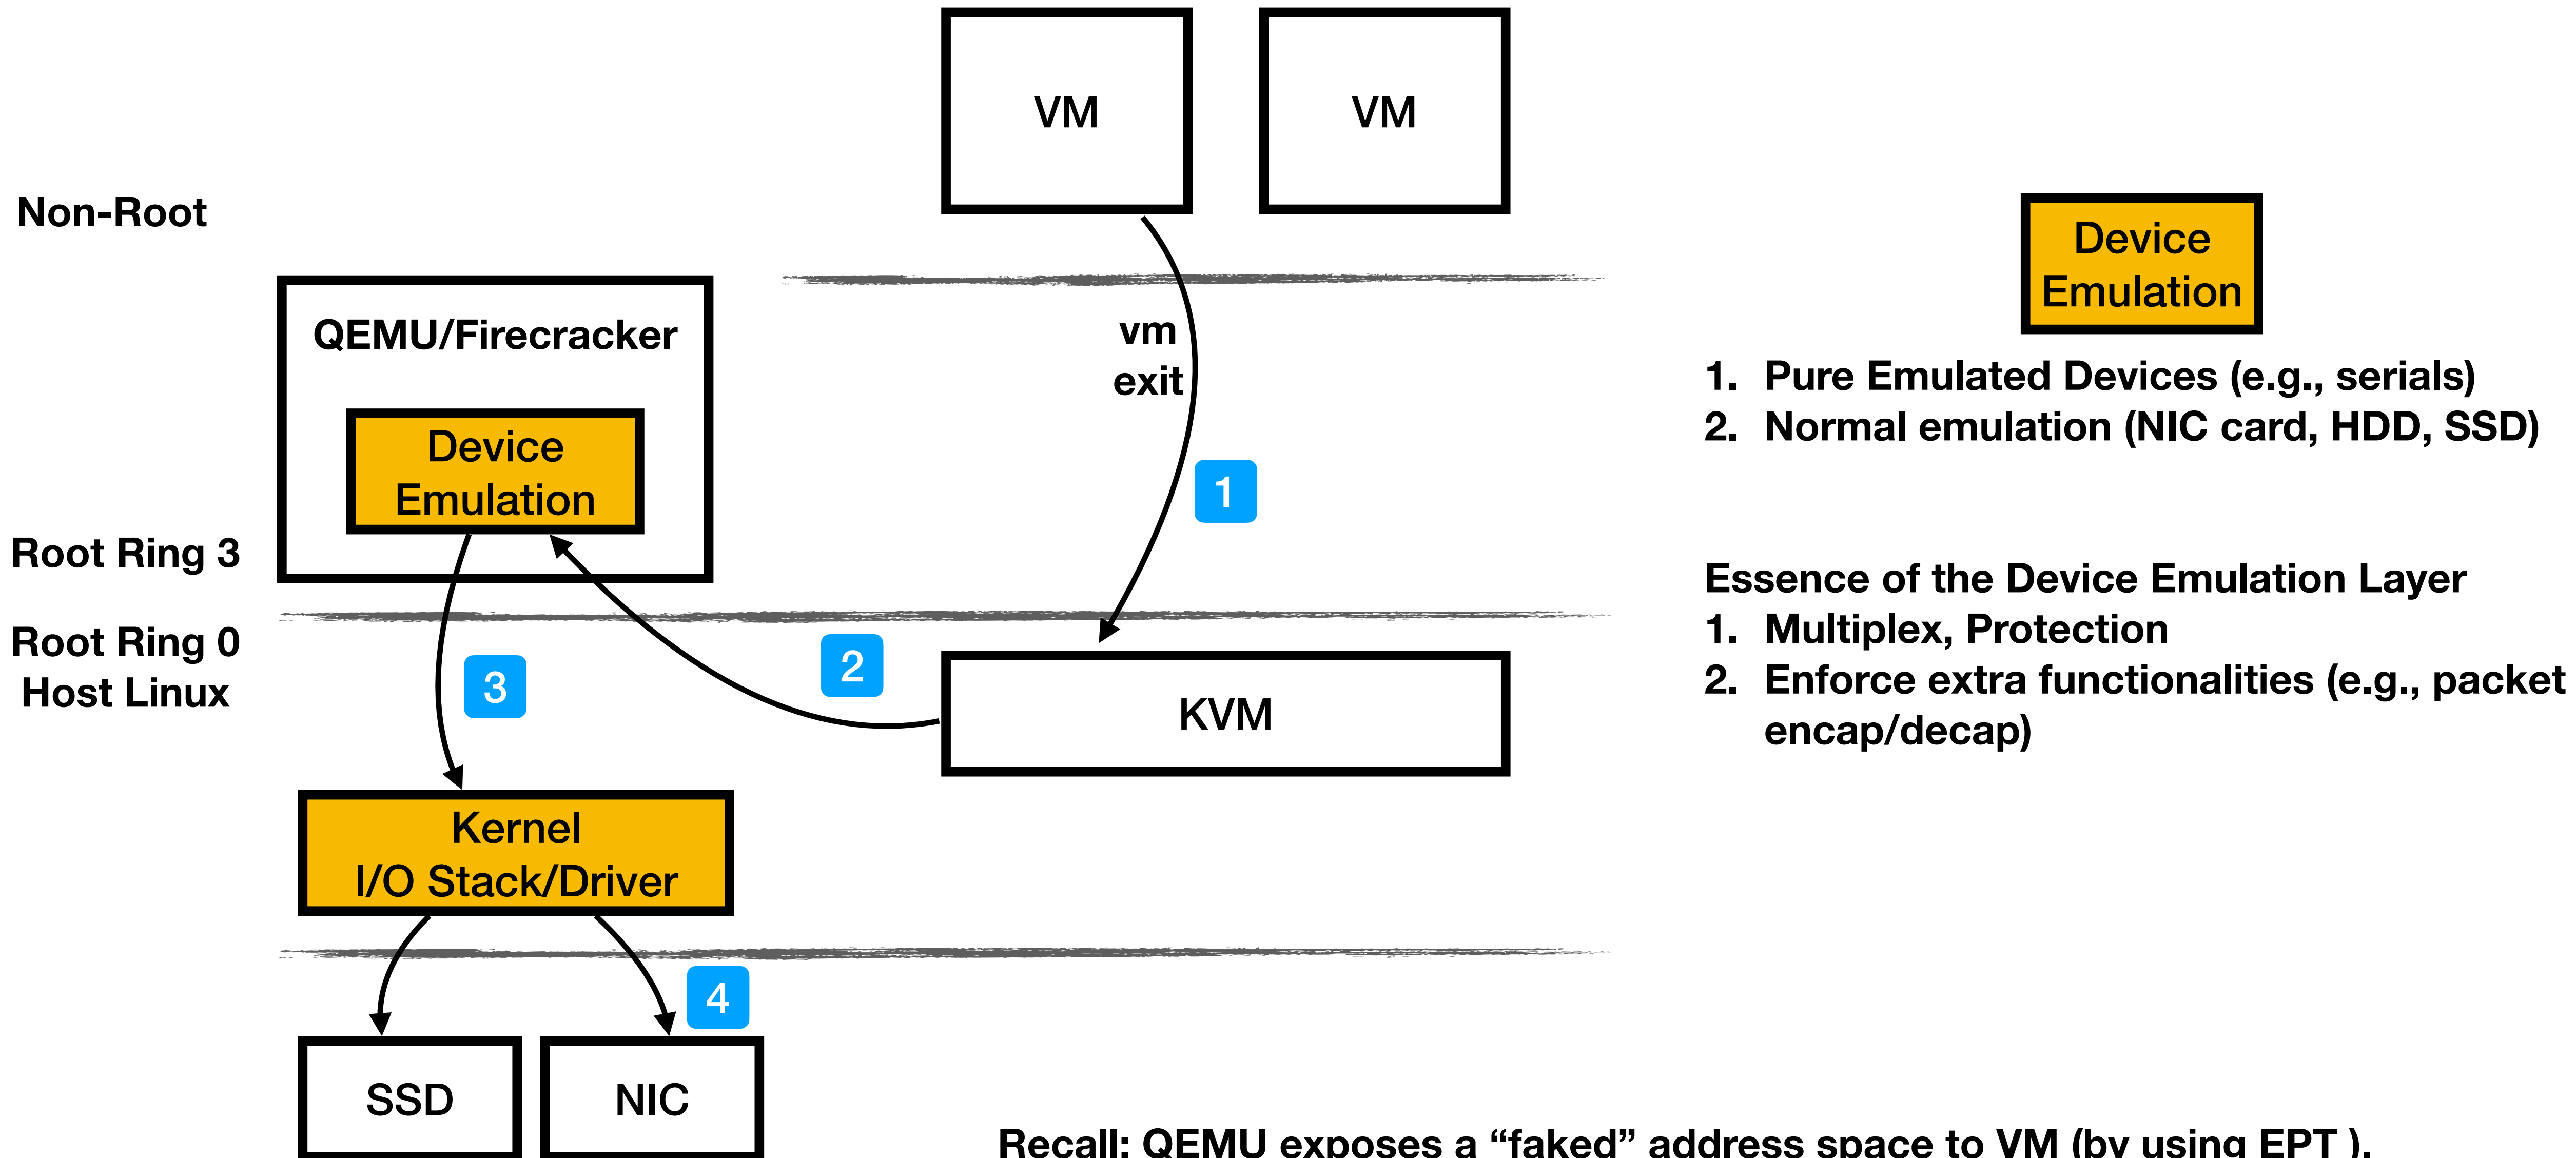 VM
VM
Non-Root
QEMU/Firecracker
Device
Emulation
vm
exit
1
Root Ring 3
Root Ring 0
Host Linux
2
3
KVM
Kernel
I/O Stack/Driver
4
SSD
NIC
Device
Emulation
1. Pure Emulated Devices (e.g., serials)
2. Normal emulation (NIC card, HDD, SSD)
Essence of the Device Emulation Layer
1. Multiplex, Protection
2. Enforce extra functionalities (e.g., packet
encap/decap)
Recall: QEMU exposes a “faked” address space to VM (by using EPT ).